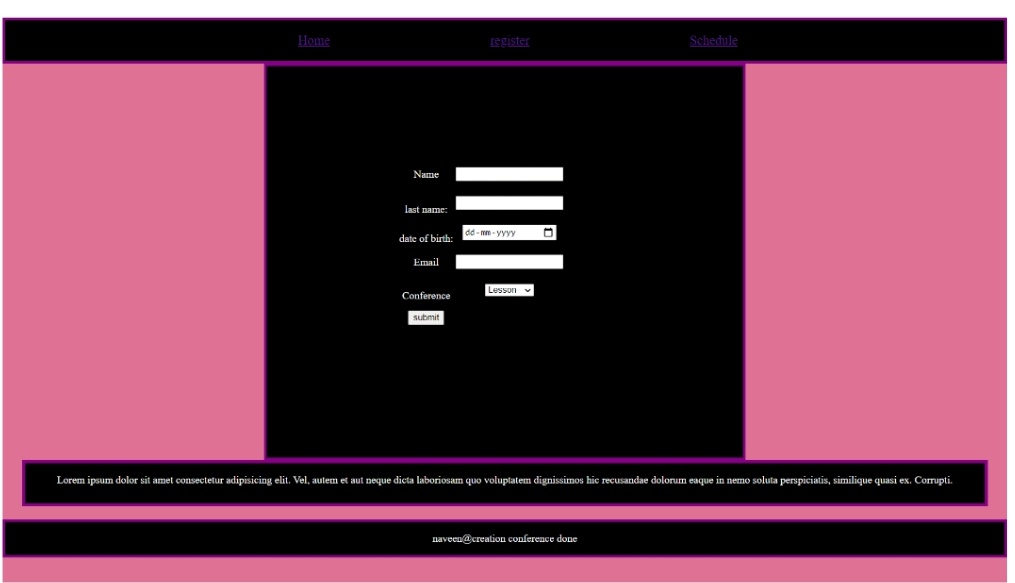 Home register Schedule
Name
last name:
date of birth: dd-mm-yyyy
Email
Conference Lesson
submit
Lorem ipsum dolor sit amet consectetur adipisicing elit. Vel, autem et aut neque dicta laboriosam quo voluptatem dignissimos hic recusandae dolorum eaque in nemo soluta perspiciatis, similique quasi ex. Corrupti.
naveen@creation conference done